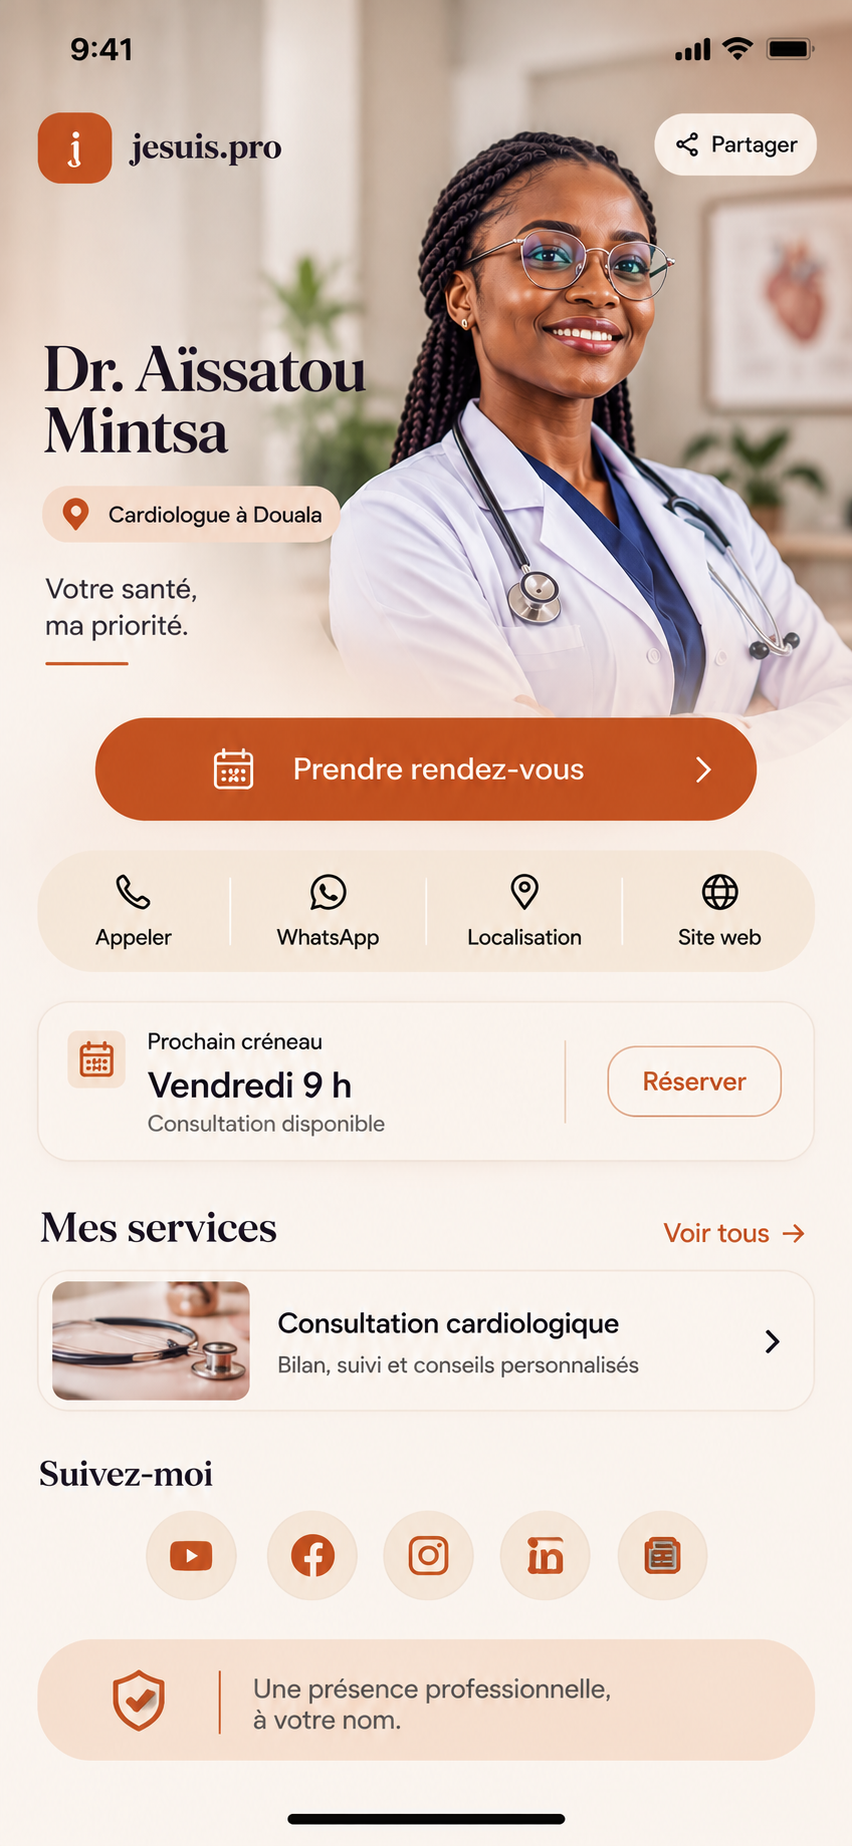 9:41
jesuis.pro
Partager
Dr. Aïssatou
Mintsa
Cardiologue à Douala
Votre santé,
ma priorité.
Prendre rendez-vous
Appeler
WhatsApp
Localisation
Site web
Prochain créneau
Vendredi 9 h
Consultation disponible
Réserver
Mes services
Voir tous
Consultation cardiologique
Bilan, suivi et conseils personnalisés
Suivez-moi
Une présence professionnelle,
à votre nom.